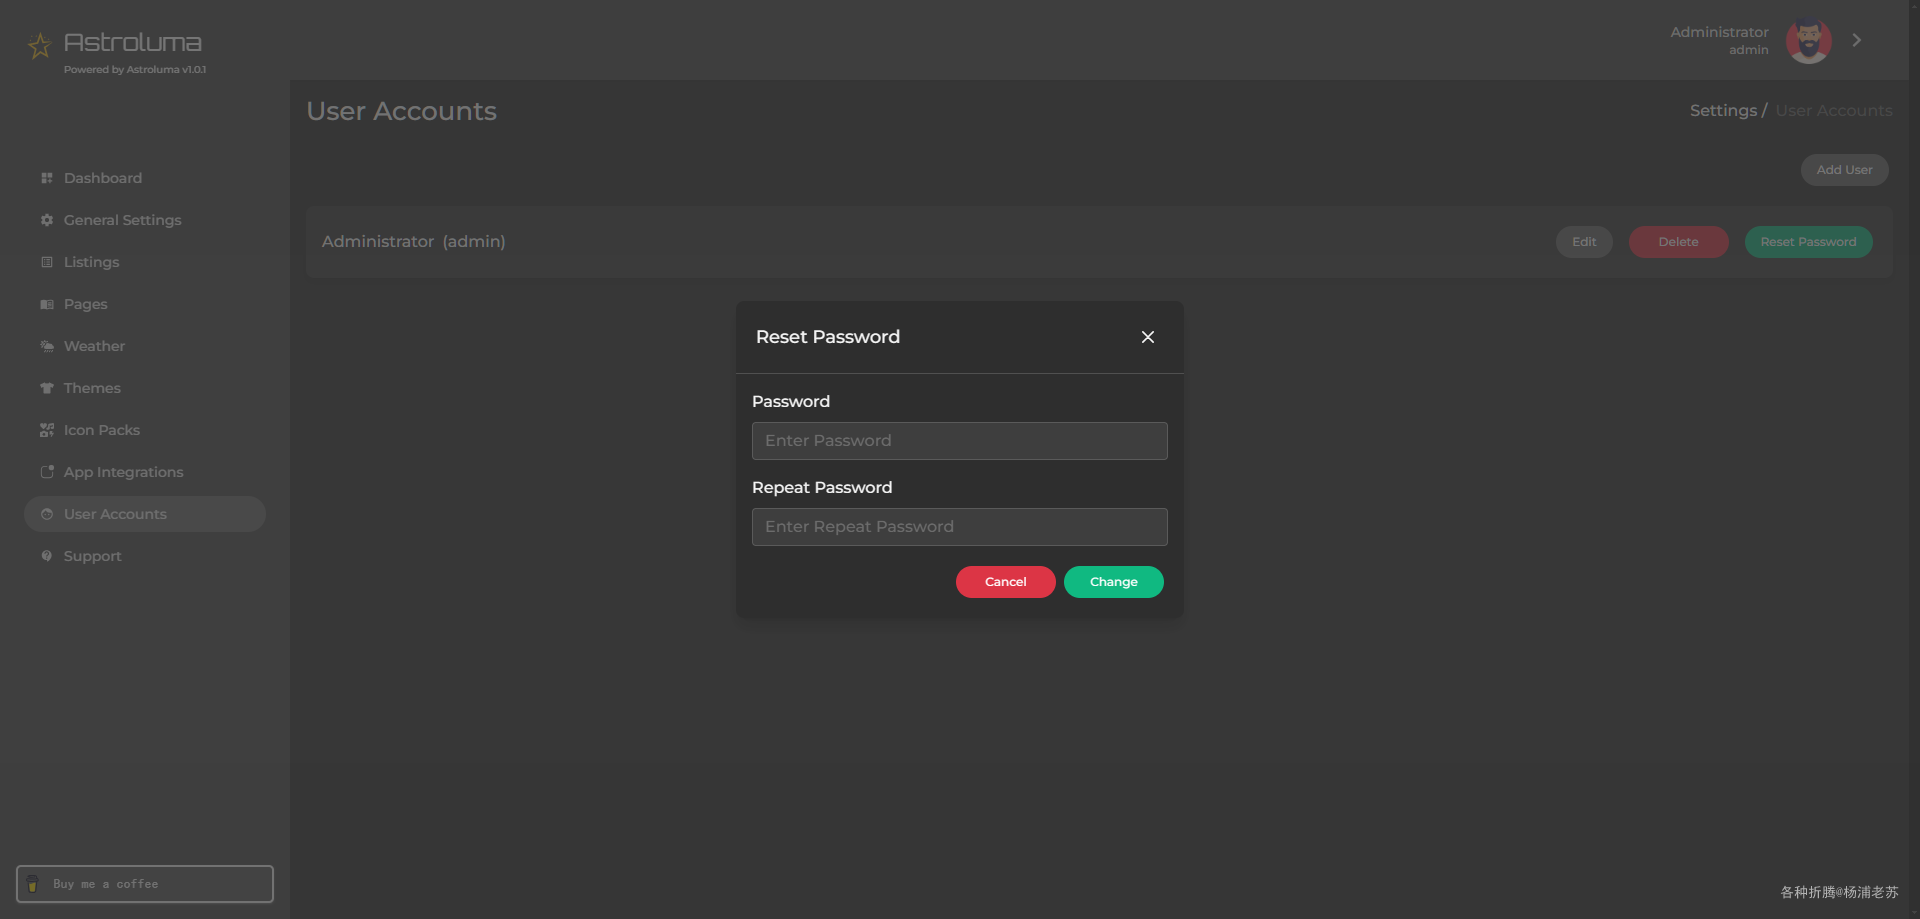 Astroluma
Powered by Astroluma v1.0.1
Administrator
admin
User Accounts
Settings / User Accounts
Dashboard
General Settings
Listings
Pages
Weather
Themes
Icon Packs
App Integrations
User Accounts
Support
Add User
Administrator (admin)
Edit
Delete
Reset Password
Reset Password
Password
Enter Password
Repeat Password
Enter Repeat Password
Cancel
Change
Buy me a coffee
各种折腾@杨浦老苏